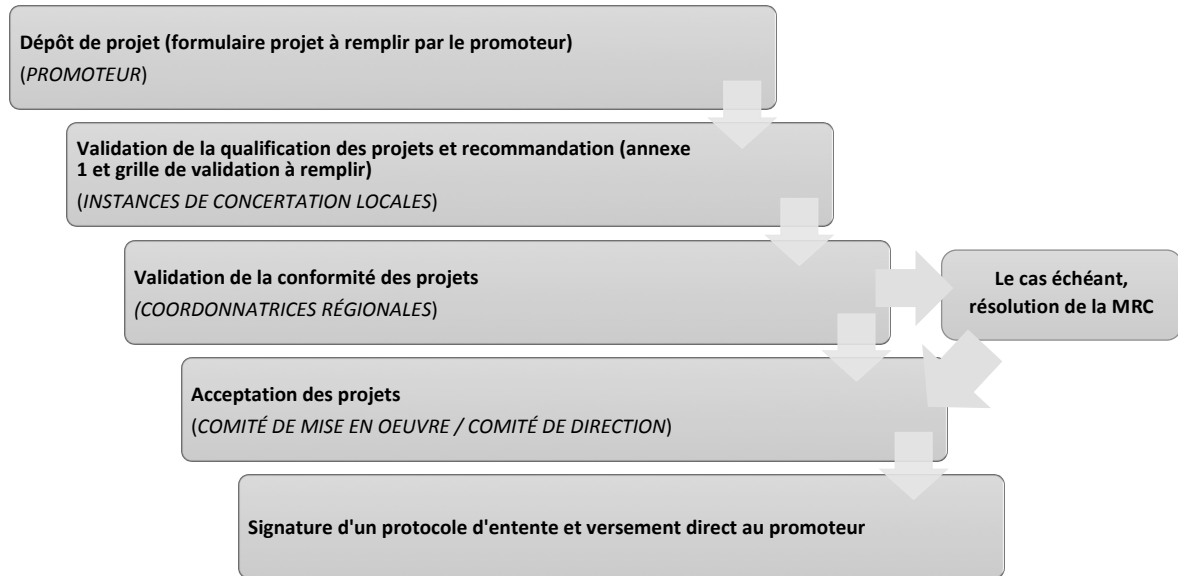 Dépôt de projet (formulaire projet à remplir par le promoteur)
(PROMOTEUR)
Validation de la qualification des projets et recommandation (annexe
1 et grille de validation à remplir)
(INSTANCES DE CONCERTATION LOCALES)
Validation de la conformité des projets
(COORDONNATRICES RÉGIONALES)
Le cas échéant,
résolution de la MRC
Acceptation des projets
(COMITÉ DE MISE EN OEUVRE / COMITÉ DE DIRECTION)
Signature d'un protocole d'entente et versement direct au promoteur